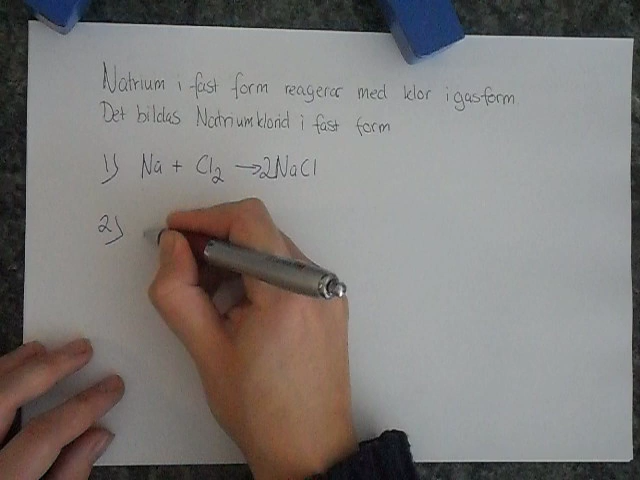 Natrium i fast form reagerar med klor i gasform
Det bildas Natriumklorid i fast form
1) Na + Cl₂ →2NaCl
2)